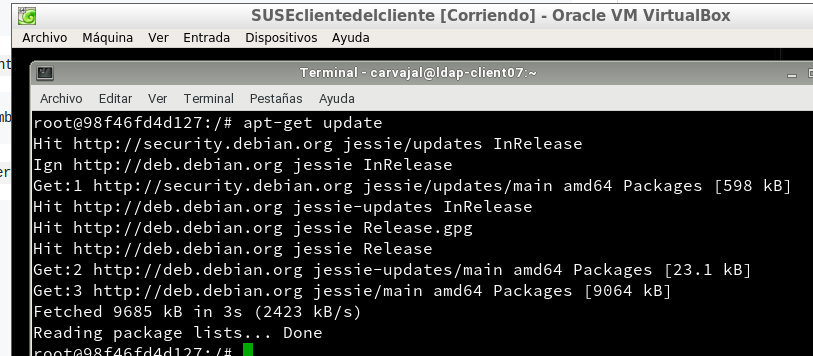 SUSEclientedelcliente [Corriendo] - Oracle VM VirtualBox
Archivo Máquina Ver Entrada Dispositivos Ayuda
Terminal - carvajal@ldap-client07:~
Archivo Editar Ver Terminal Pestañas Ayuda
root@98f46fd4d127:/# apt-get update
Hit http://security.debian.org jessie/updates InRelease
Ign http://deb.debian.org jessie InRelease
Get:1 http://security.debian.org jessie/updates/main amd64 Packages [598 kB]
Hit http://deb.debian.org jessie-updates InRelease
Hit http://deb.debian.org jessie Release.gpg
Hit http://deb.debian.org jessie Release
Get:2 http://deb.debian.org jessie-updates/main amd64 Packages [23.1 kB]
Get:3 http://deb.debian.org jessie/main amd64 Packages [9064 kB]
Fetched 9685 kB in 3s (2423 kB/s)
Reading package lists... Done
root@98f46fd4d127:/#